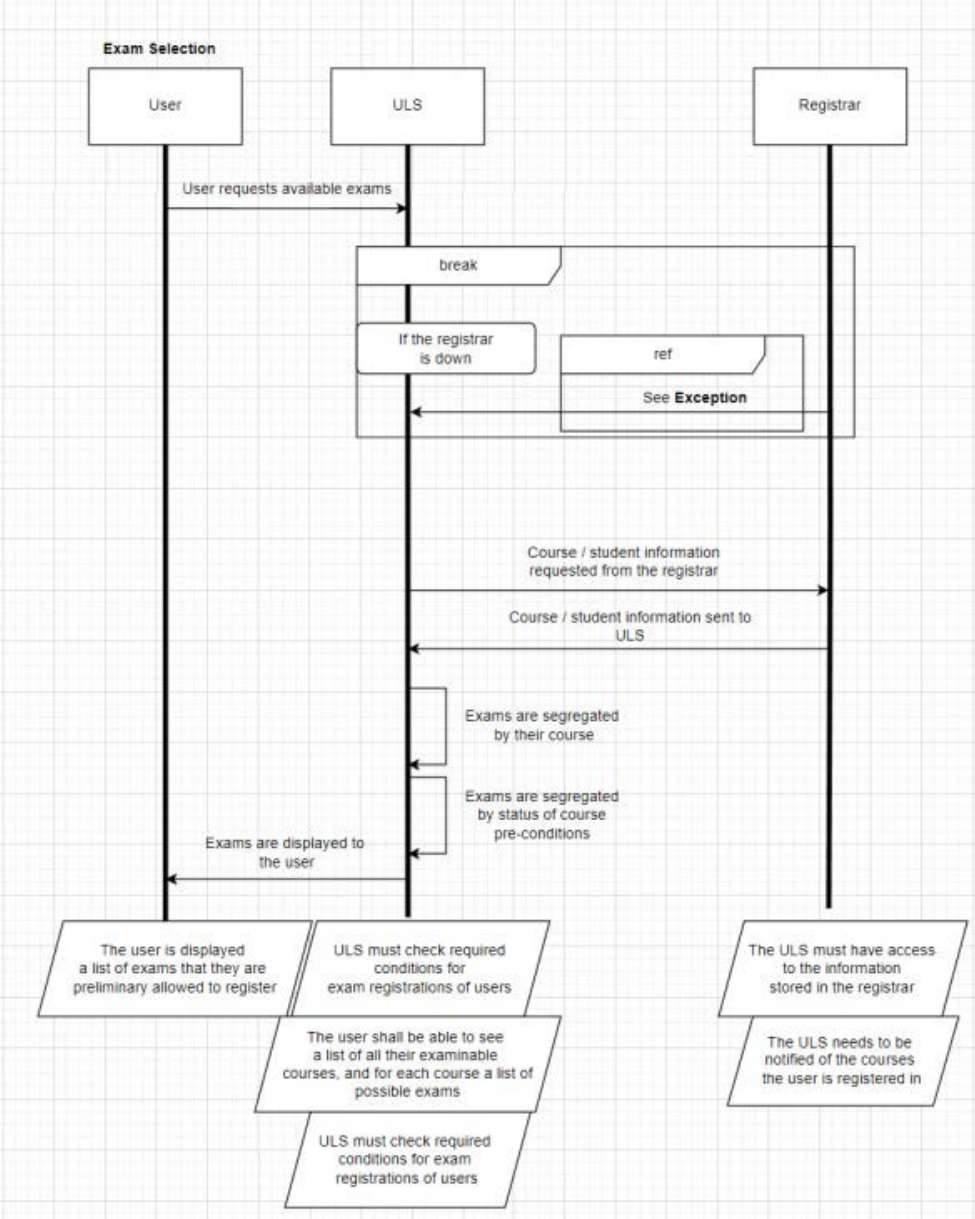 Exam Selection
User
ULS
Registrar
User requests available exams
break
If the registrar
is down
ref
See Exception
Course / student information
requested from the registrar
Course / student information sent to
ULS
Exams are segregated
by their course
Exams are segregated
by status of course
pre-conditions
Exams are displayed to
the user
The user is displayed
a list of exams that they are
preliminary allowed to register
ULS must check required
conditions for
exam registrations of users
The ULS must have access
to the information
stored in the registrar
The user shall be able to see
a list of all their examinable
courses, and for each course a list of
possible exams
The ULS needs to be
notified of the courses
the user is registered in
ULS must check required
conditions for exam
registrations of users